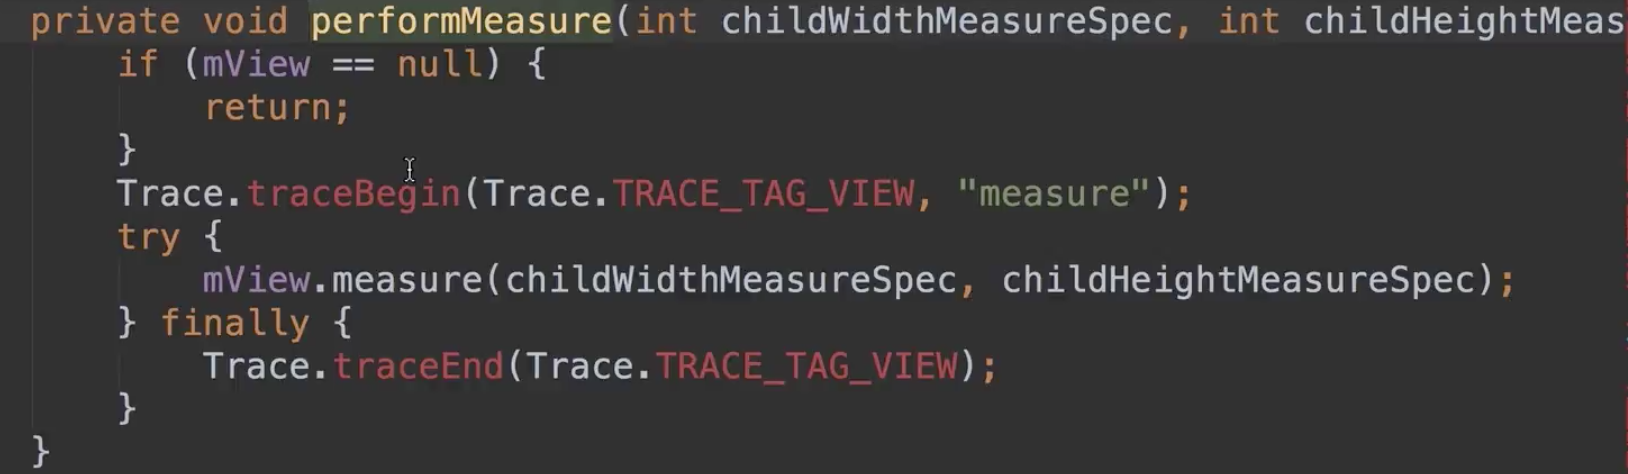 private void performMeasure(int childWidthMeasureSpec, int childHeightMeas
if (mView == null) {
return;
}
Trace.traceBegin(Trace.TRACE_TAG_VIEW, "measure");
try {
mView.measure(childWidthMeasureSpec, childHeightMeasureSpec);
} finally {
Trace.traceEnd(Trace.TRACE_TAG_VIEW);
}
}